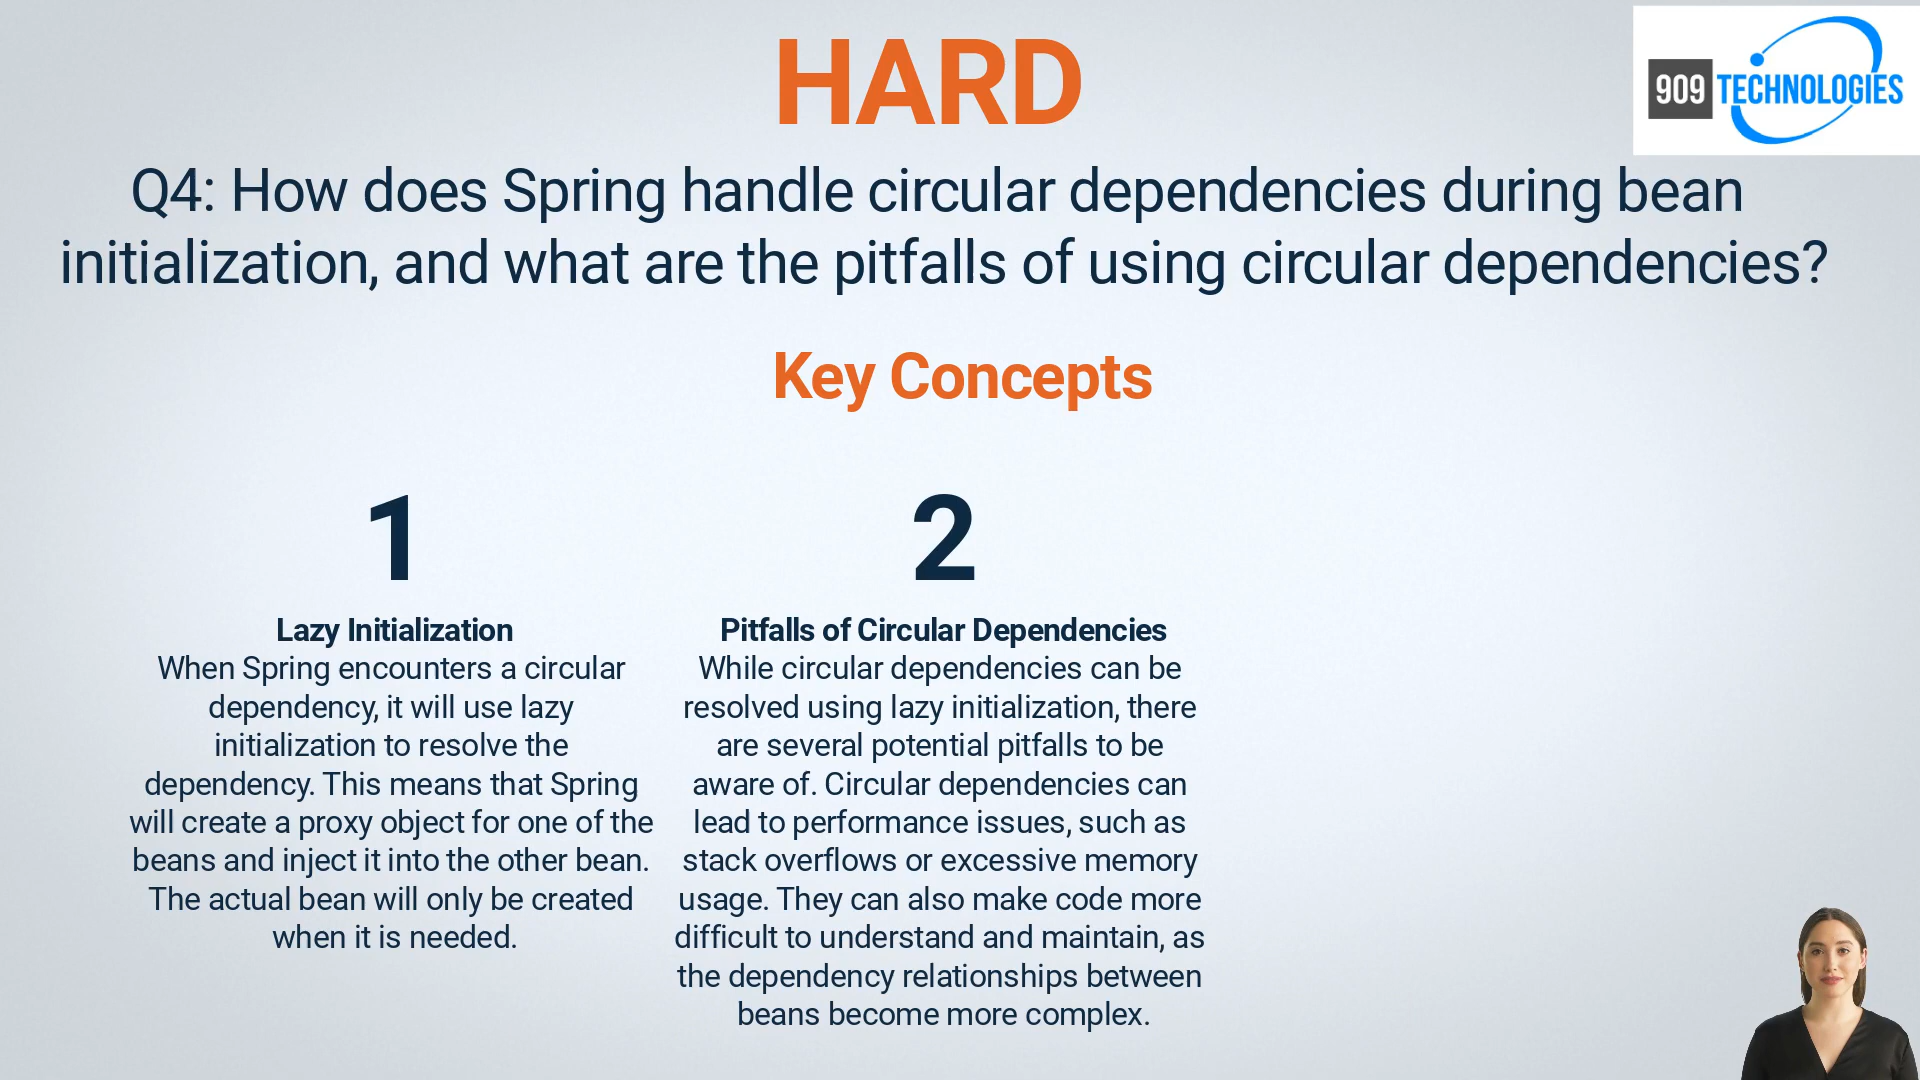 HARD
909 TECHNOLOGIES
Q4: How does Spring handle circular dependencies during bean
initialization, and what are the pitfalls of using circular dependencies?
Key Concepts
1
Lazy Initialization
When Spring encounters a circular
dependency, it will use lazy
initialization to resolve the
dependency. This means that Spring
will create a proxy object for one of the
beans and inject it into the other bean.
The actual bean will only be created
when it is needed.
2
Pitfalls of Circular Dependencies
While circular dependencies can be
resolved using lazy initialization, there
are several potential pitfalls to be
aware of. Circular dependencies can
lead to performance issues, such as
stack overflows or excessive memory
usage. They can also make code more
difficult to understand and maintain, as
the dependency relationships between
beans become more complex.